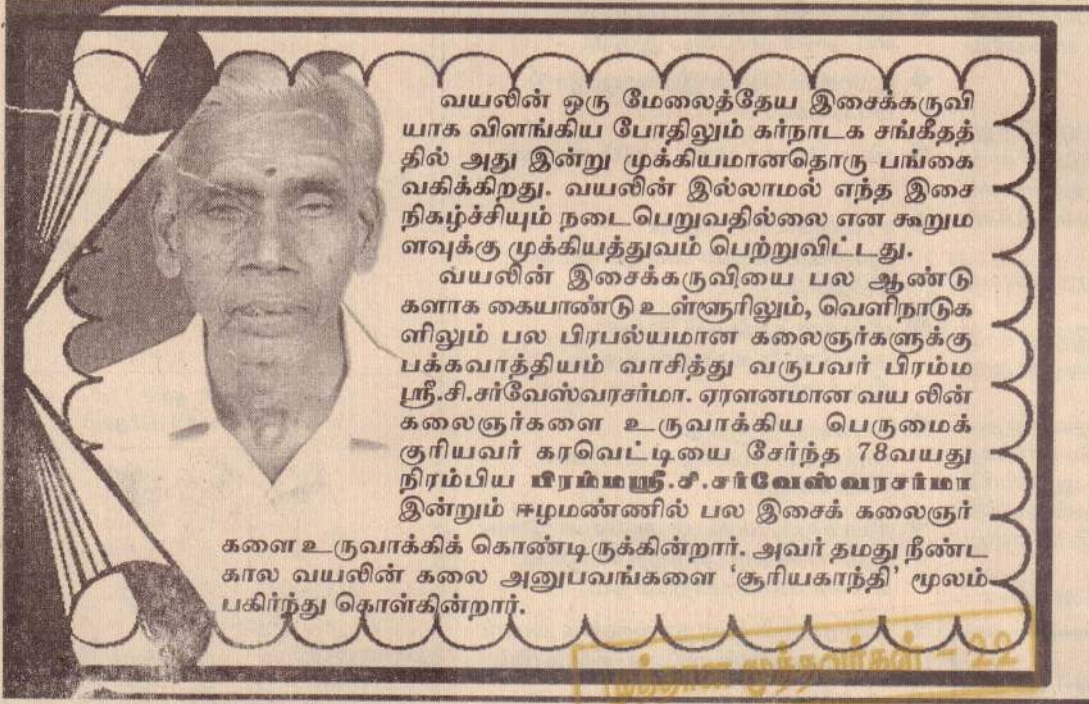 வயலின் ஒரு மேலைத்தேய இசைக்கருவி
யாக விளங்கிய போதிலும் கர்நாடக சங்கீதத்
தில் அது இன்று முக்கியமானதொரு பங்கை
வகிக்கிறது. வயலின் இல்லாமல் எந்த இசை
நிகழ்ச்சியும் நடைபெறுவதில்லை என கூறும
ளவுக்கு முக்கியத்துவம் பெற்றுவிட்டது.
வயலின் இசைக்கருவியை பல ஆண்டு
களாக கையாண்டு உள்ளூரிலும், வெளிநாடுக
ளிலும் பல பிரபல்யமான கலைஞர்களுக்கு
பக்கவாத்தியம் வாசித்து வருபவர் பிரம்ம
ஸ்ரீ.சி.சர்வேஸ்வரசர்மா. ஏராளனமான வய லின்
கலைஞர்களை உருவாக்கிய பெருமைக்
குரியவர் கரவெட்டியை சேர்ந்த 78வயது
நிரம்பிய பிரம்மஸ்ரீ.சி.சர்வேஸ்வரசர்மா
இன்றும் ஈழமண்ணில் பல இசைக் கலைஞர்
களை உருவாக்கிக் கொண்டிருக்கின்றார். அவர் தமது நீண்ட
கால வயலின் கலை அனுபவங்களை ‘சூரியகாந்தி’ மூலம்
பகிர்ந்து கொள்கின்றார்.
முத்தான மூத்தவர்கள் - 22